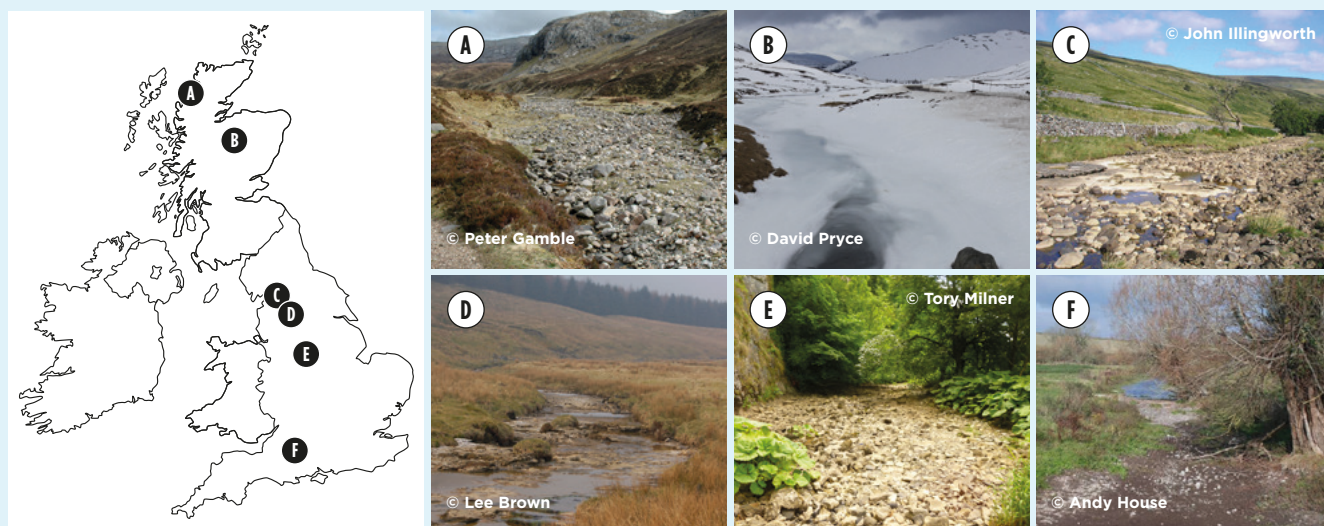 A
B
C
D
E
F
A
© Peter Gamble
B
© David Pryce
C
© John Illingworth
D
© Lee Brown
E
© Tory Milner
F
© Andy House